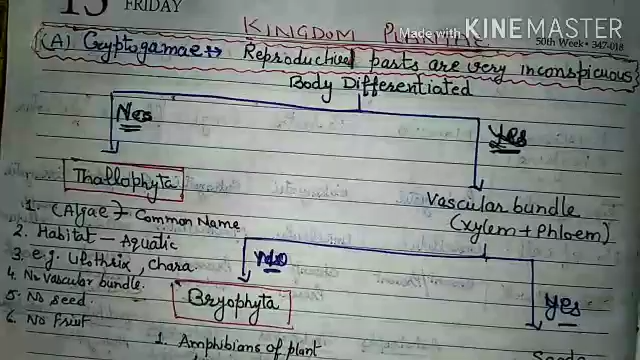 15 FRIDAY
KINGDOM PLANTAE
Made with KINEMASTER
50th Week • 347-018
(A) Cryptogamae → Reproductive parts are very inconspicuous
Body Differentiated
Yes
Thallophyta
Vascular bundle
(xylem + Phloem)
1. (Algae) → Common Name
2. Habitat - Aquatic
3. e.g. Ulothrix, Chara.
4. No vascular bundle.
5. No seed.
6. No Fruit
No
Bryophyta
yes
1. Amphibians of plant